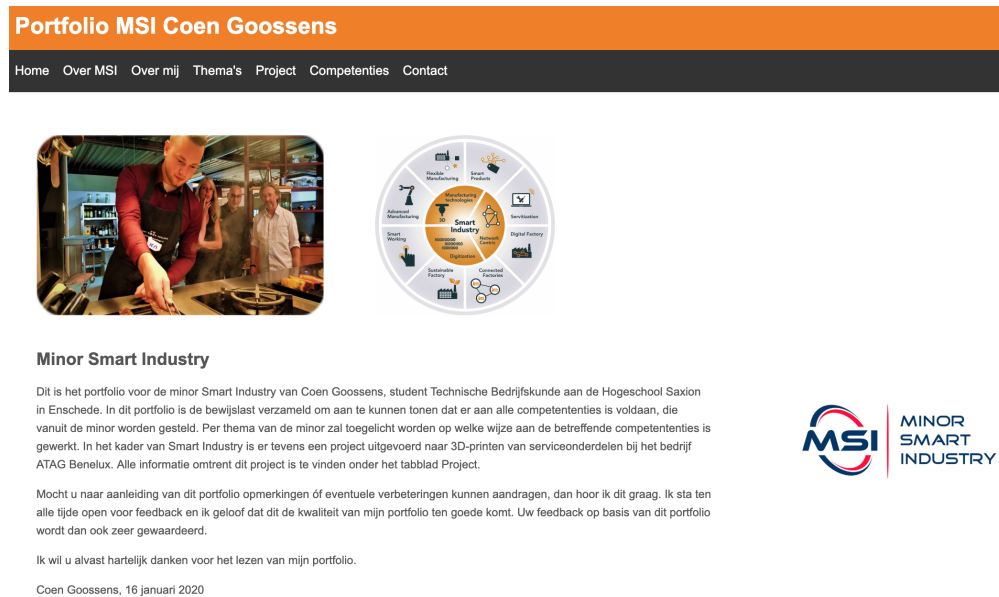 Portfolio MSI Coen Goossens
Home Over MSI Over mij Thema's Project Competenties Contact
Flexible
Manufacturing
Smart
Products
Advanced
Manufacturing
Manufacturing
technologies
3D
Smart
Industry
Servitization
Smart
Working
Network
Centric
Digital Factory
Digitization
Sustainable
Factory
Connected
Factories
Minor Smart Industry
Dit is het portfolio voor de minor Smart Industry van Coen Goossens, student Technische Bedrijfskunde aan de Hogeschool Saxion
in Enschede. In dit portfolio is de bewijslast verzameld om aan te kunnen tonen dat er aan alle competententies is voldaan, die
vanuit de minor worden gesteld. Per thema van de minor zal toegelicht worden op welke wijze aan de betreffende competententies is
gewerkt. In het kader van Smart Industry is er tevens een project uitgevoerd naar 3D-printen van serviceonderdelen bij het bedrijf
ATAG Benelux. Alle informatie omtrent dit project is te vinden onder het tabblad Project.
Mocht u naar aanleiding van dit portfolio opmerkingen óf eventuele verbeteringen kunnen aandragen, dan hoor ik dit graag. Ik sta ten
alle tijde open voor feedback en ik geloof dat dit de kwaliteit van mijn portfolio ten goede komt. Uw feedback op basis van dit portfolio
wordt dan ook zeer gewaardeerd.
Ik wil u alvast hartelijk danken voor het lezen van mijn portfolio.
Coen Goossens, 16 januari 2020
MSI
MINOR
SMART
INDUSTRY